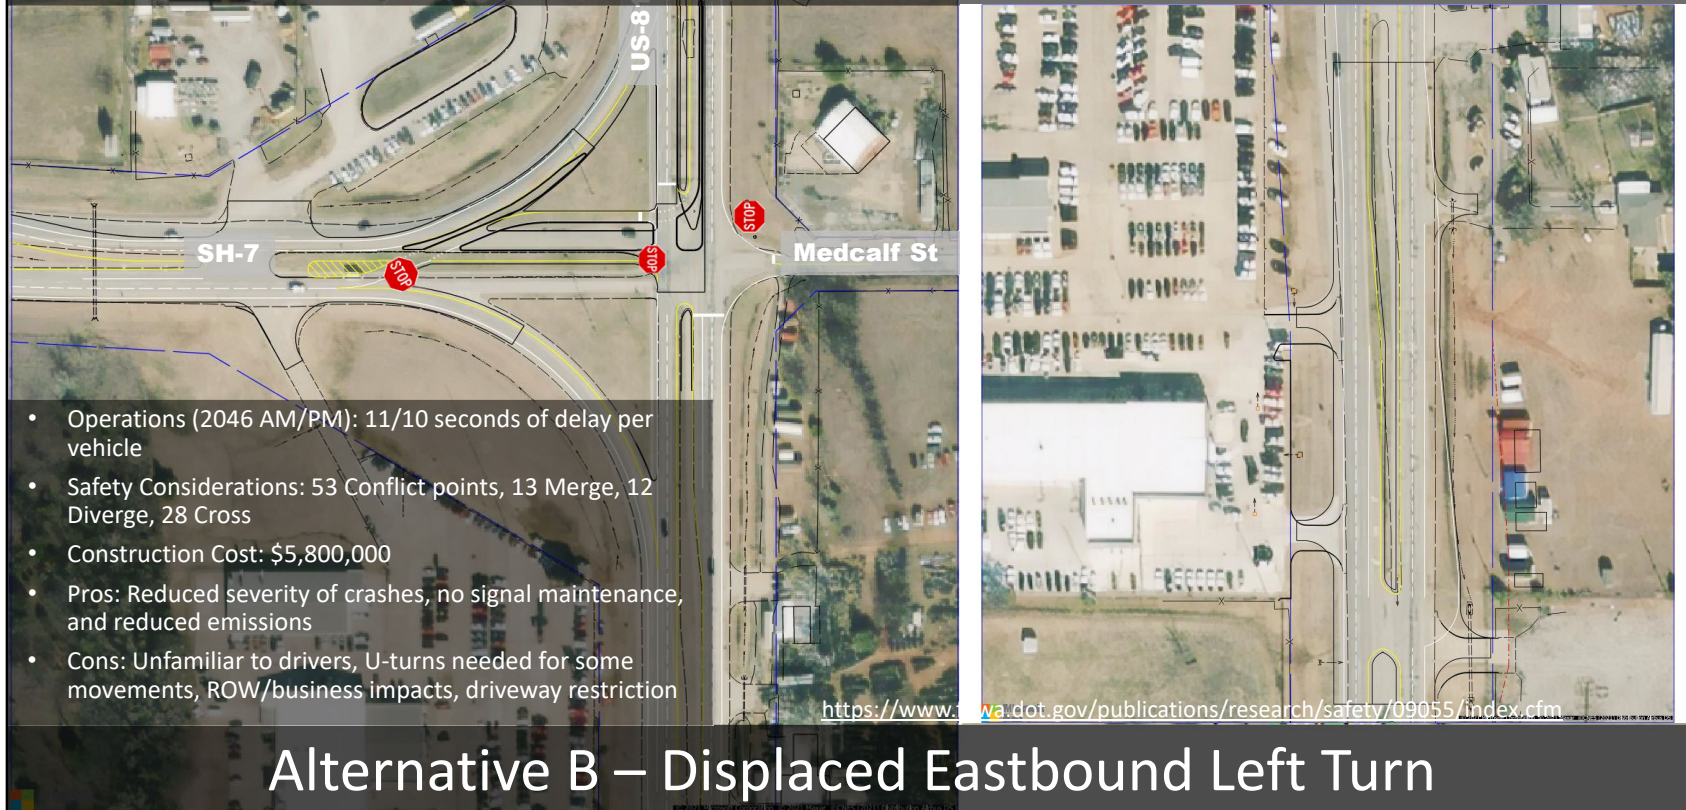 US-8
STOP
SH-7
STOP
STOP
Medcalf St
• Operations (2046 AM/PM): 11/10 seconds of delay per
vehicle
• Safety Considerations: 53 Conflict points, 13 Merge, 12
Diverge, 28 Cross
• Construction Cost: $5,800,000
• Pros: Reduced severity of crashes, no signal maintenance,
and reduced emissions
• Cons: Unfamiliar to drivers, U-turns needed for some
movements, ROW/business impacts, driveway restriction
https://www.fhwa.dot.gov/publications/research/safety/09055/index.cfm
Alternative B – Displaced Eastbound Left Turn